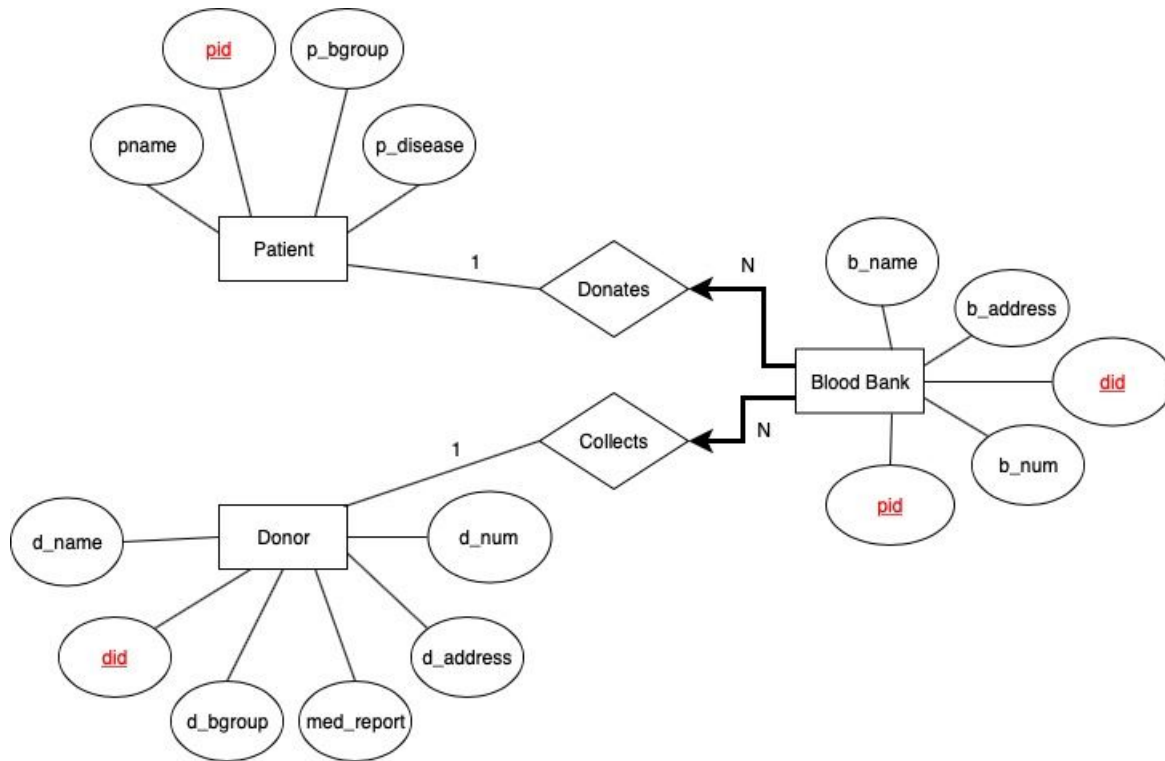 pid
p_bgroup
pname
p_disease
Patient
1
Donates
N
b_name
b_address
Blood Bank
did
b_num
pid
N
Collects
1
d_name
Donor
d_num
did
d_address
d_bgroup
med_report